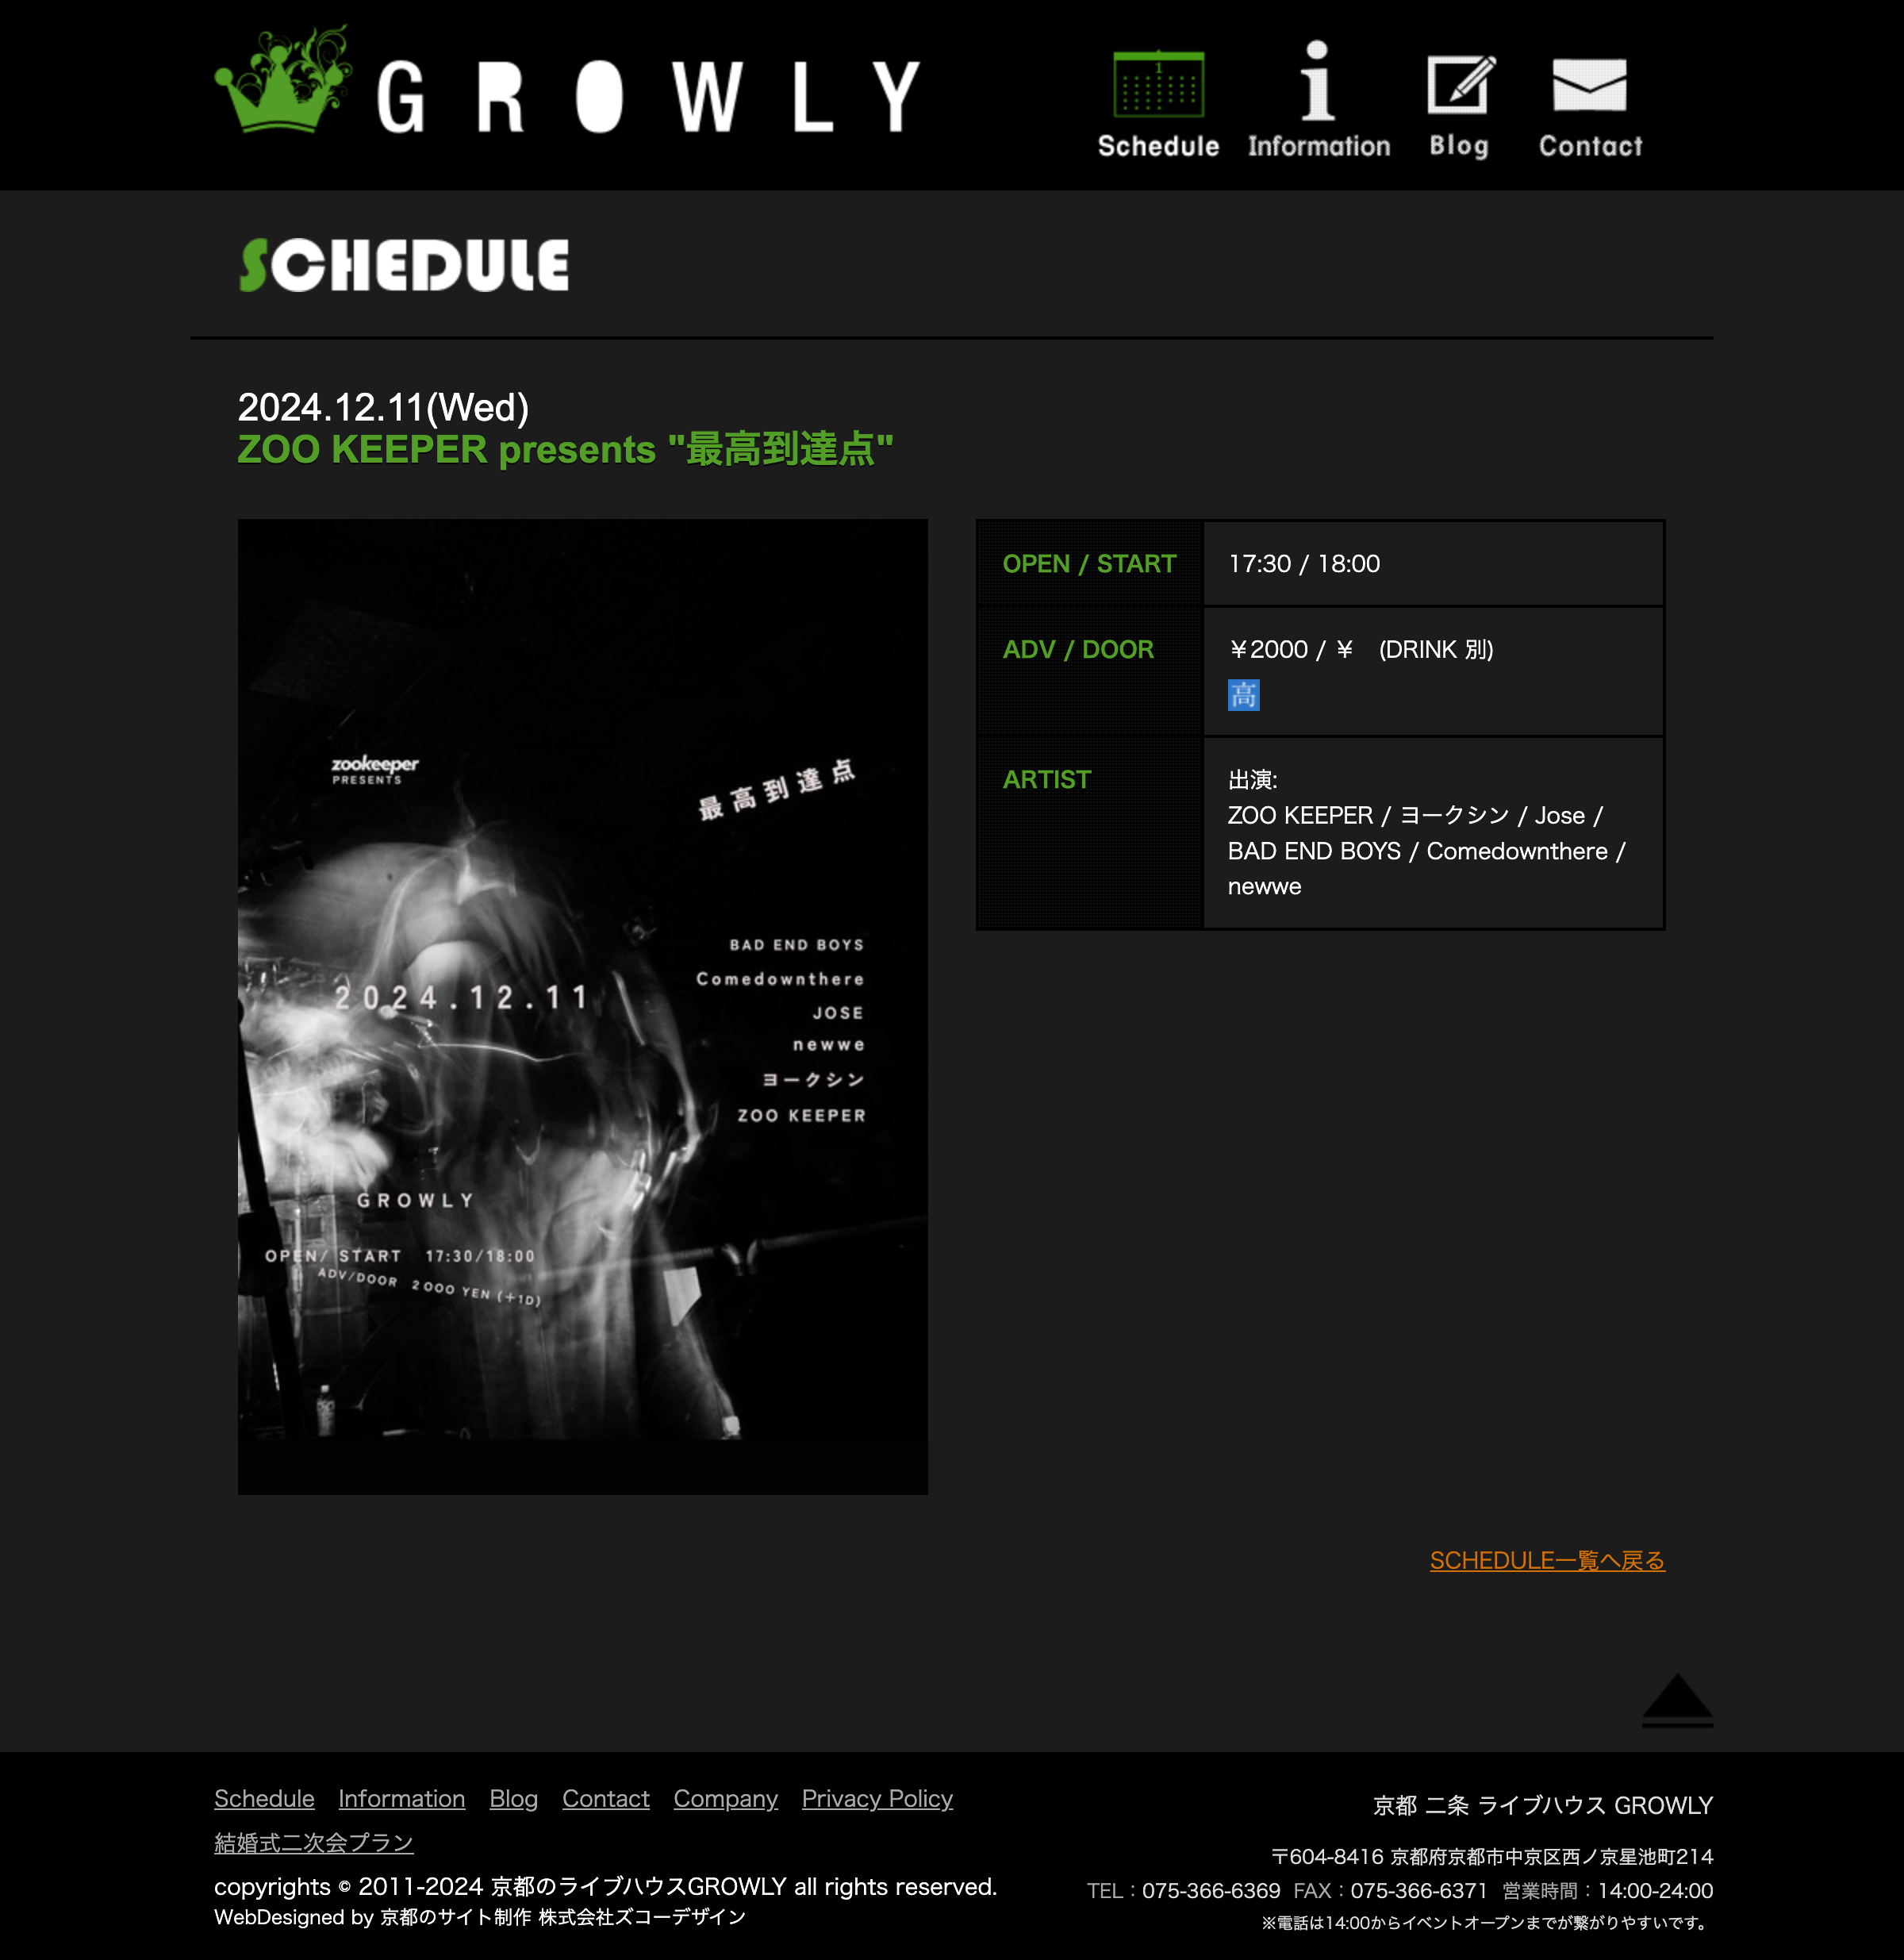 GROWLY
Schedule
Information
Blog
Contact
SCHEDULE
2024.12.11(Wed)
ZOO KEEPER presents "最高到達点"
zookeeper
PRESENTS
最高到達点
BAD END BOYS
Comedownthere
2024.12.11
JOSE
newwe
ヨークシン
ZOO KEEPER
GROWLY
OPEN/ START 17:30/18:00
ADV/DOOR 2000 YEN (+1D)
OPEN / START
17:30 / 18:00
ADV / DOOR
￥2000 / ￥　(DRINK 別)
高
ARTIST
出演:
ZOO KEEPER / ヨークシン / Jose /
BAD END BOYS / Comedownthere /
newwe
SCHEDULE一覧へ戻る
Schedule Information Blog Contact Company Privacy Policy
結婚式二次会プラン
copyrights © 2011-2024 京都のライブハウスGROWLY all rights reserved.
WebDesigned by 京都のサイト制作 株式会社ズコーデザイン
京都 二条 ライブハウス GROWLY
〒604-8416 京都府京都市中京区西ノ京星池町214
TEL：075-366-6369 FAX：075-366-6371 営業時間：14:00-24:00
※電話は14:00からイベントオープンまでが繋がりやすいです。